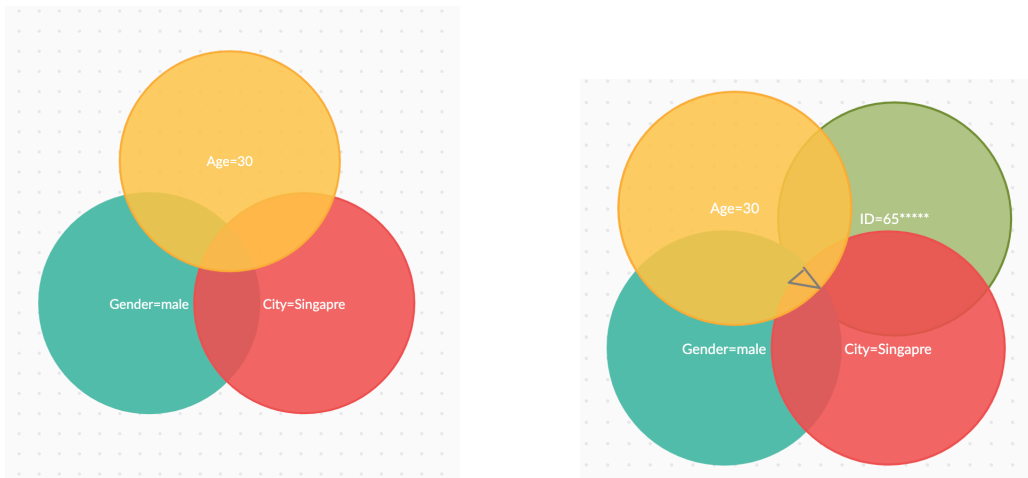 Age=30
Gender=male
City=Singapre
Age=30
ID=65*****
Gender=male
City=Singapre